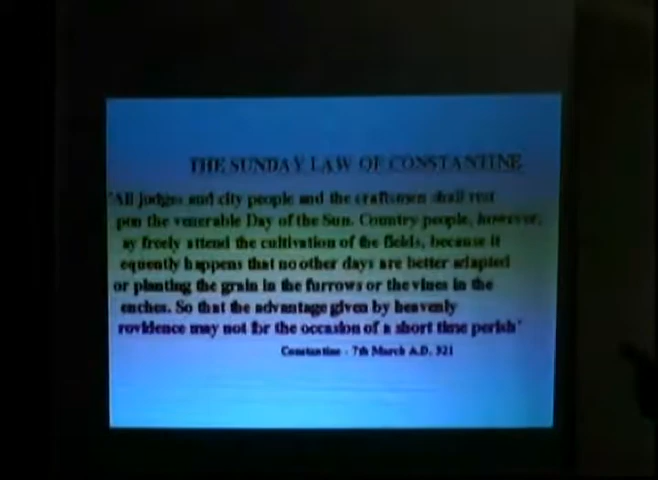 THE SUNDAY LAW OF CONSTANTINE
"All judges and city people and the craftsmen shall rest
pon the venerable Day of the Sun. Country people, however,
ay freely attend the cultivation of the fields, because it
equently happens that no other days are better adapted
or planting the grain in the furrows or the vines in the
enches. So that the advantage given by heavenly
rovidence may not for the occasion of a short time perish"
Constantine - 7th March A.D. 321